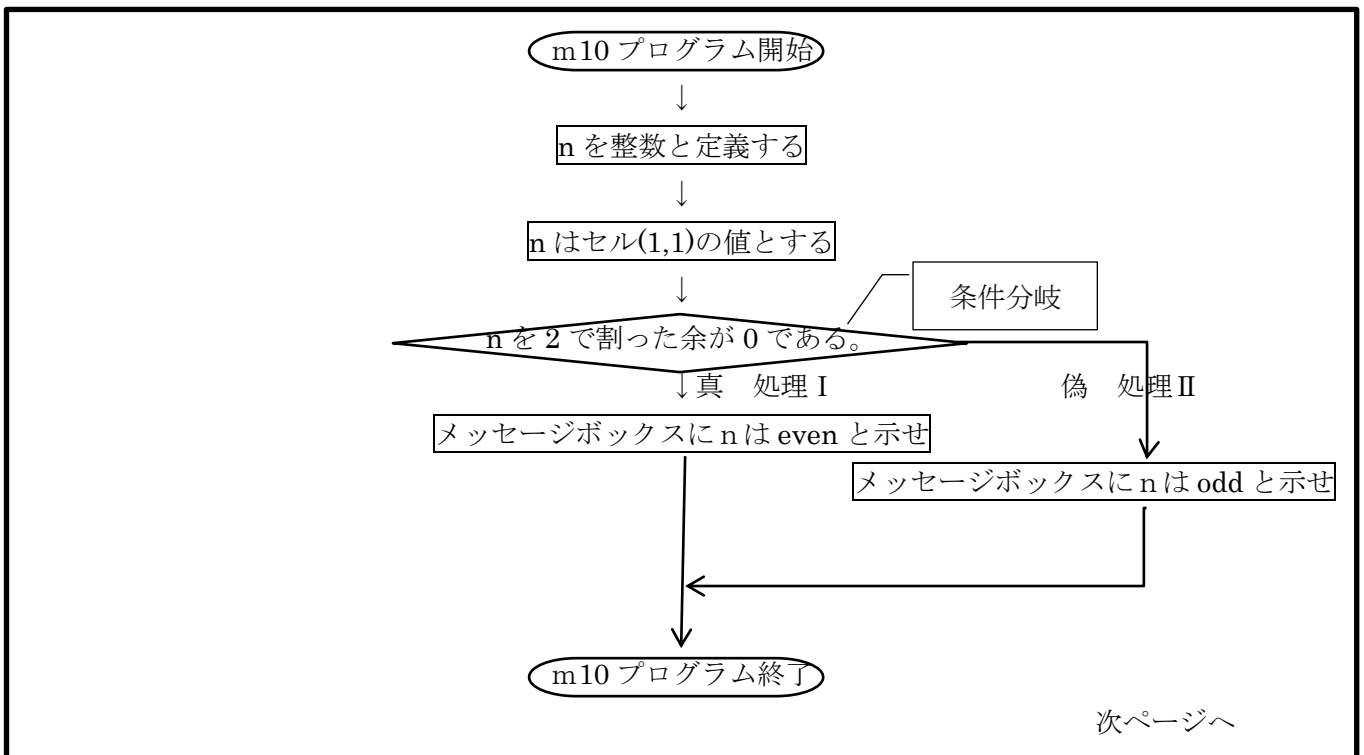 ｍ10 プログラム開始
↓
n を整数と定義する
↓
n はセル(1,1)の値とする
↓
条件分岐
n を 2 で割った余が 0 である。
↓真　処理Ⅰ
偽　処理Ⅱ
メッセージボックスにｎは even と示せ
メッセージボックスにｎは odd と示せ
ｍ10 プログラム終了
次ページへ